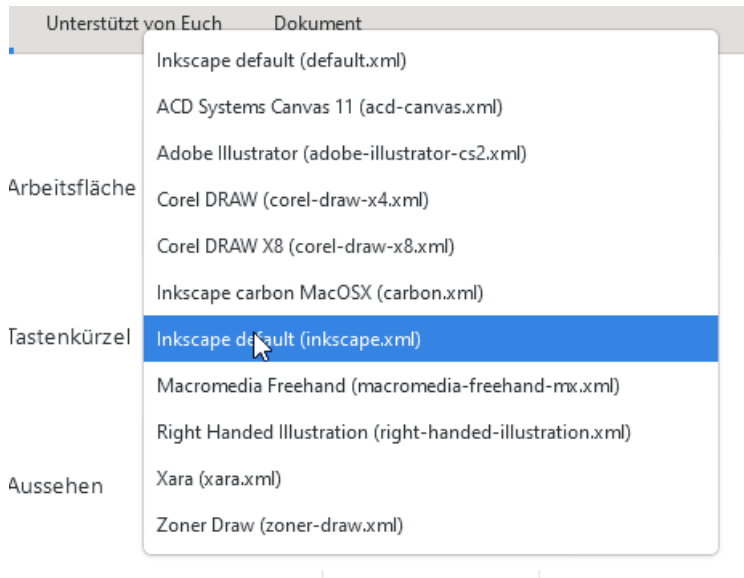 Unterstützt von Euch Dokument
Inkscape default (default.xml)
ACD Systems Canvas 11 (acd-canvas.xml)
Adobe Illustrator (adobe-illustrator-cs2.xml)
Arbeitsfläche
Corel DRAW (corel-draw-x4.xml)
Corel DRAW X8 (corel-draw-x8.xml)
Inkscape carbon MacOSX (carbon.xml)
Tastenkürzel
Inkscape default (inkscape.xml)
Macromedia Freehand (macromedia-freehand-mx.xml)
Right Handed Illustration (right-handed-illustration.xml)
Aussehen
Xara (xara.xml)
Zoner Draw (zoner-draw.xml)